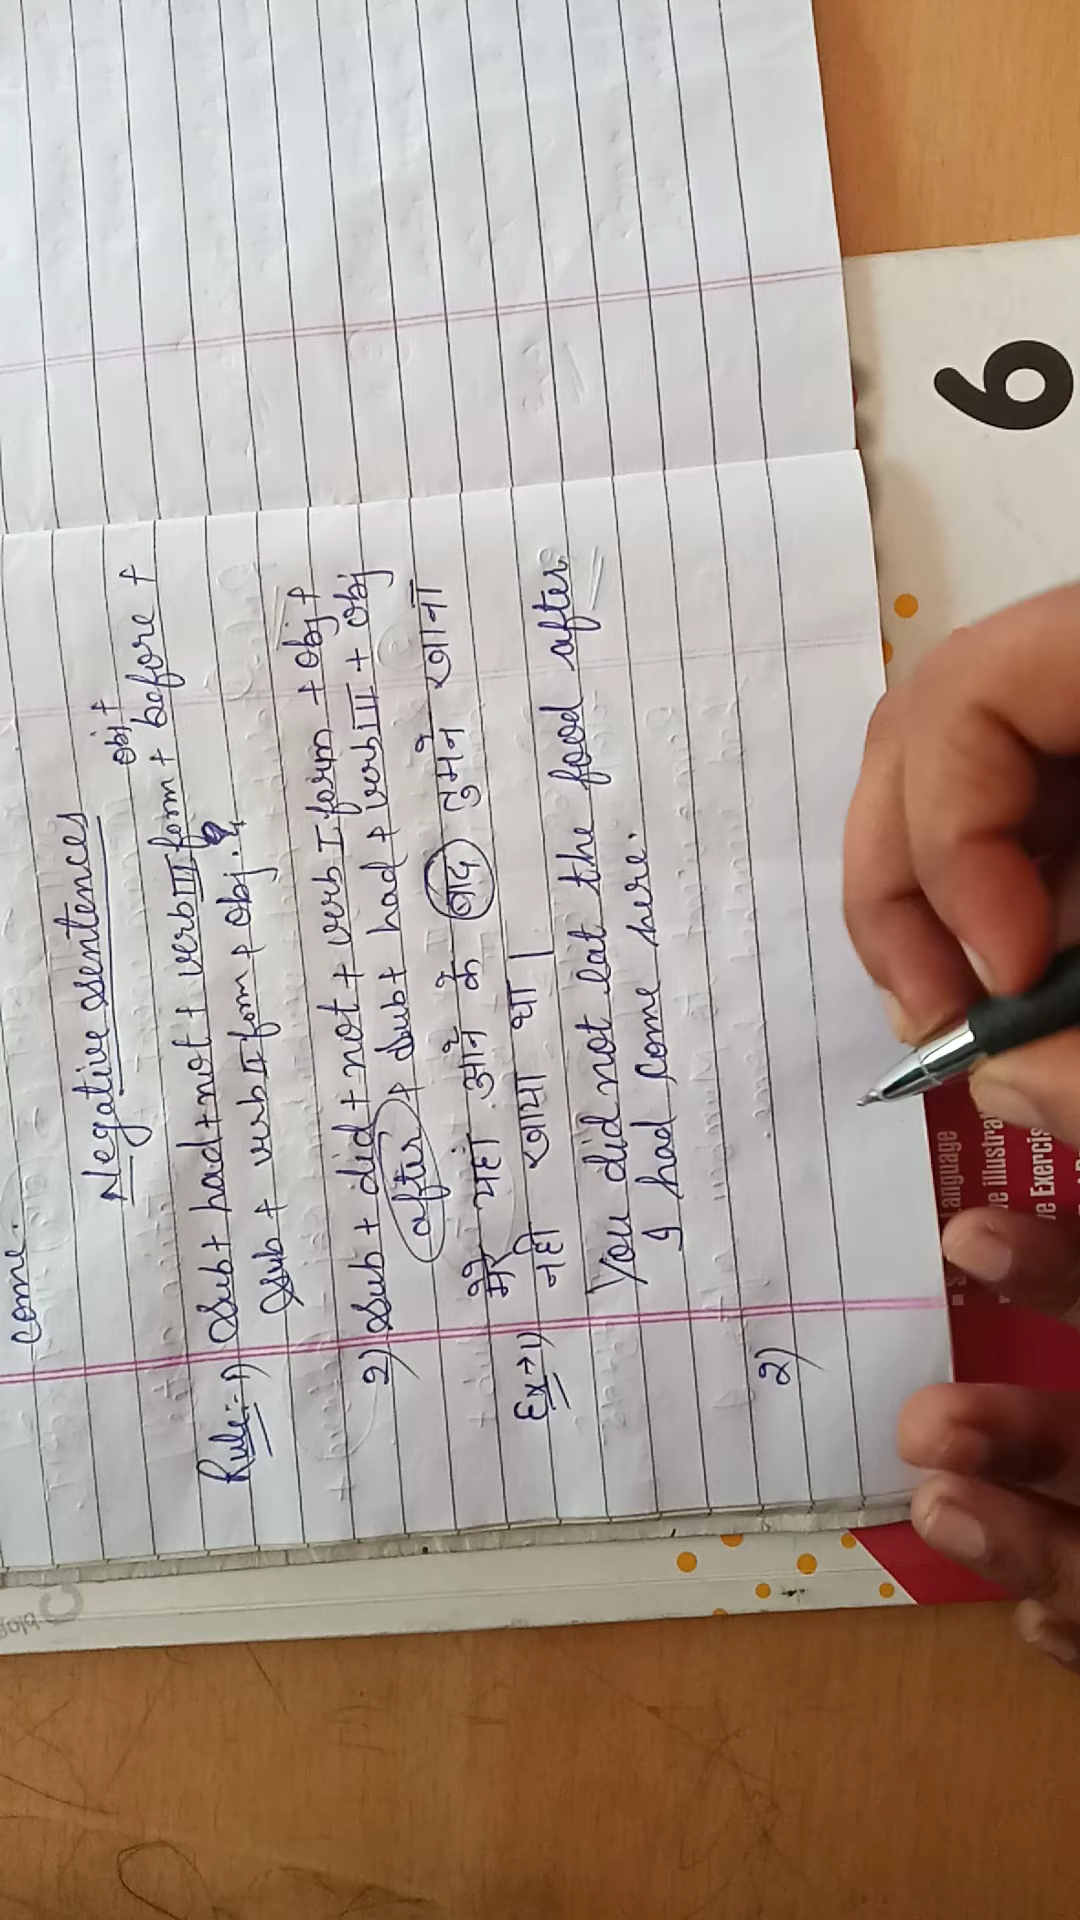 come.
Negative sentences
obj +
Rule:- 1) Sub + had + not + verb III form + before +
Sub + verb II form + obj.
2) Sub + did + not + verb I form + obj +
after + sub + had + verb III + obj
मेरे यहां आने के बाद तुमने खाना
Ex → 1) नहीं खाया था।
You did not eat the food after
I had come here.
2)
6